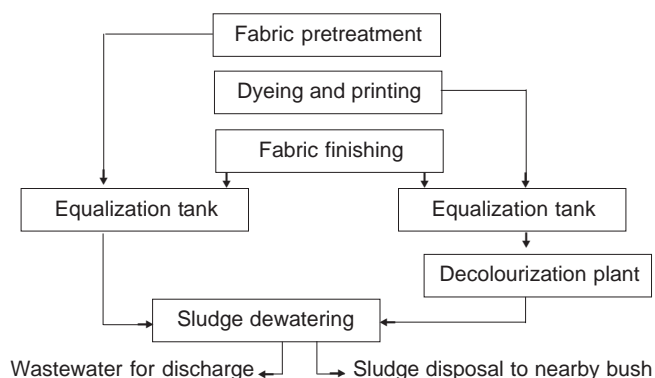 Fabric pretreatment
Dyeing and printing
Fabric finishing
Equalization tank
Equalization tank
Decolourization plant
Sludge dewatering
Wastewater for discharge
Sludge disposal to nearby bush